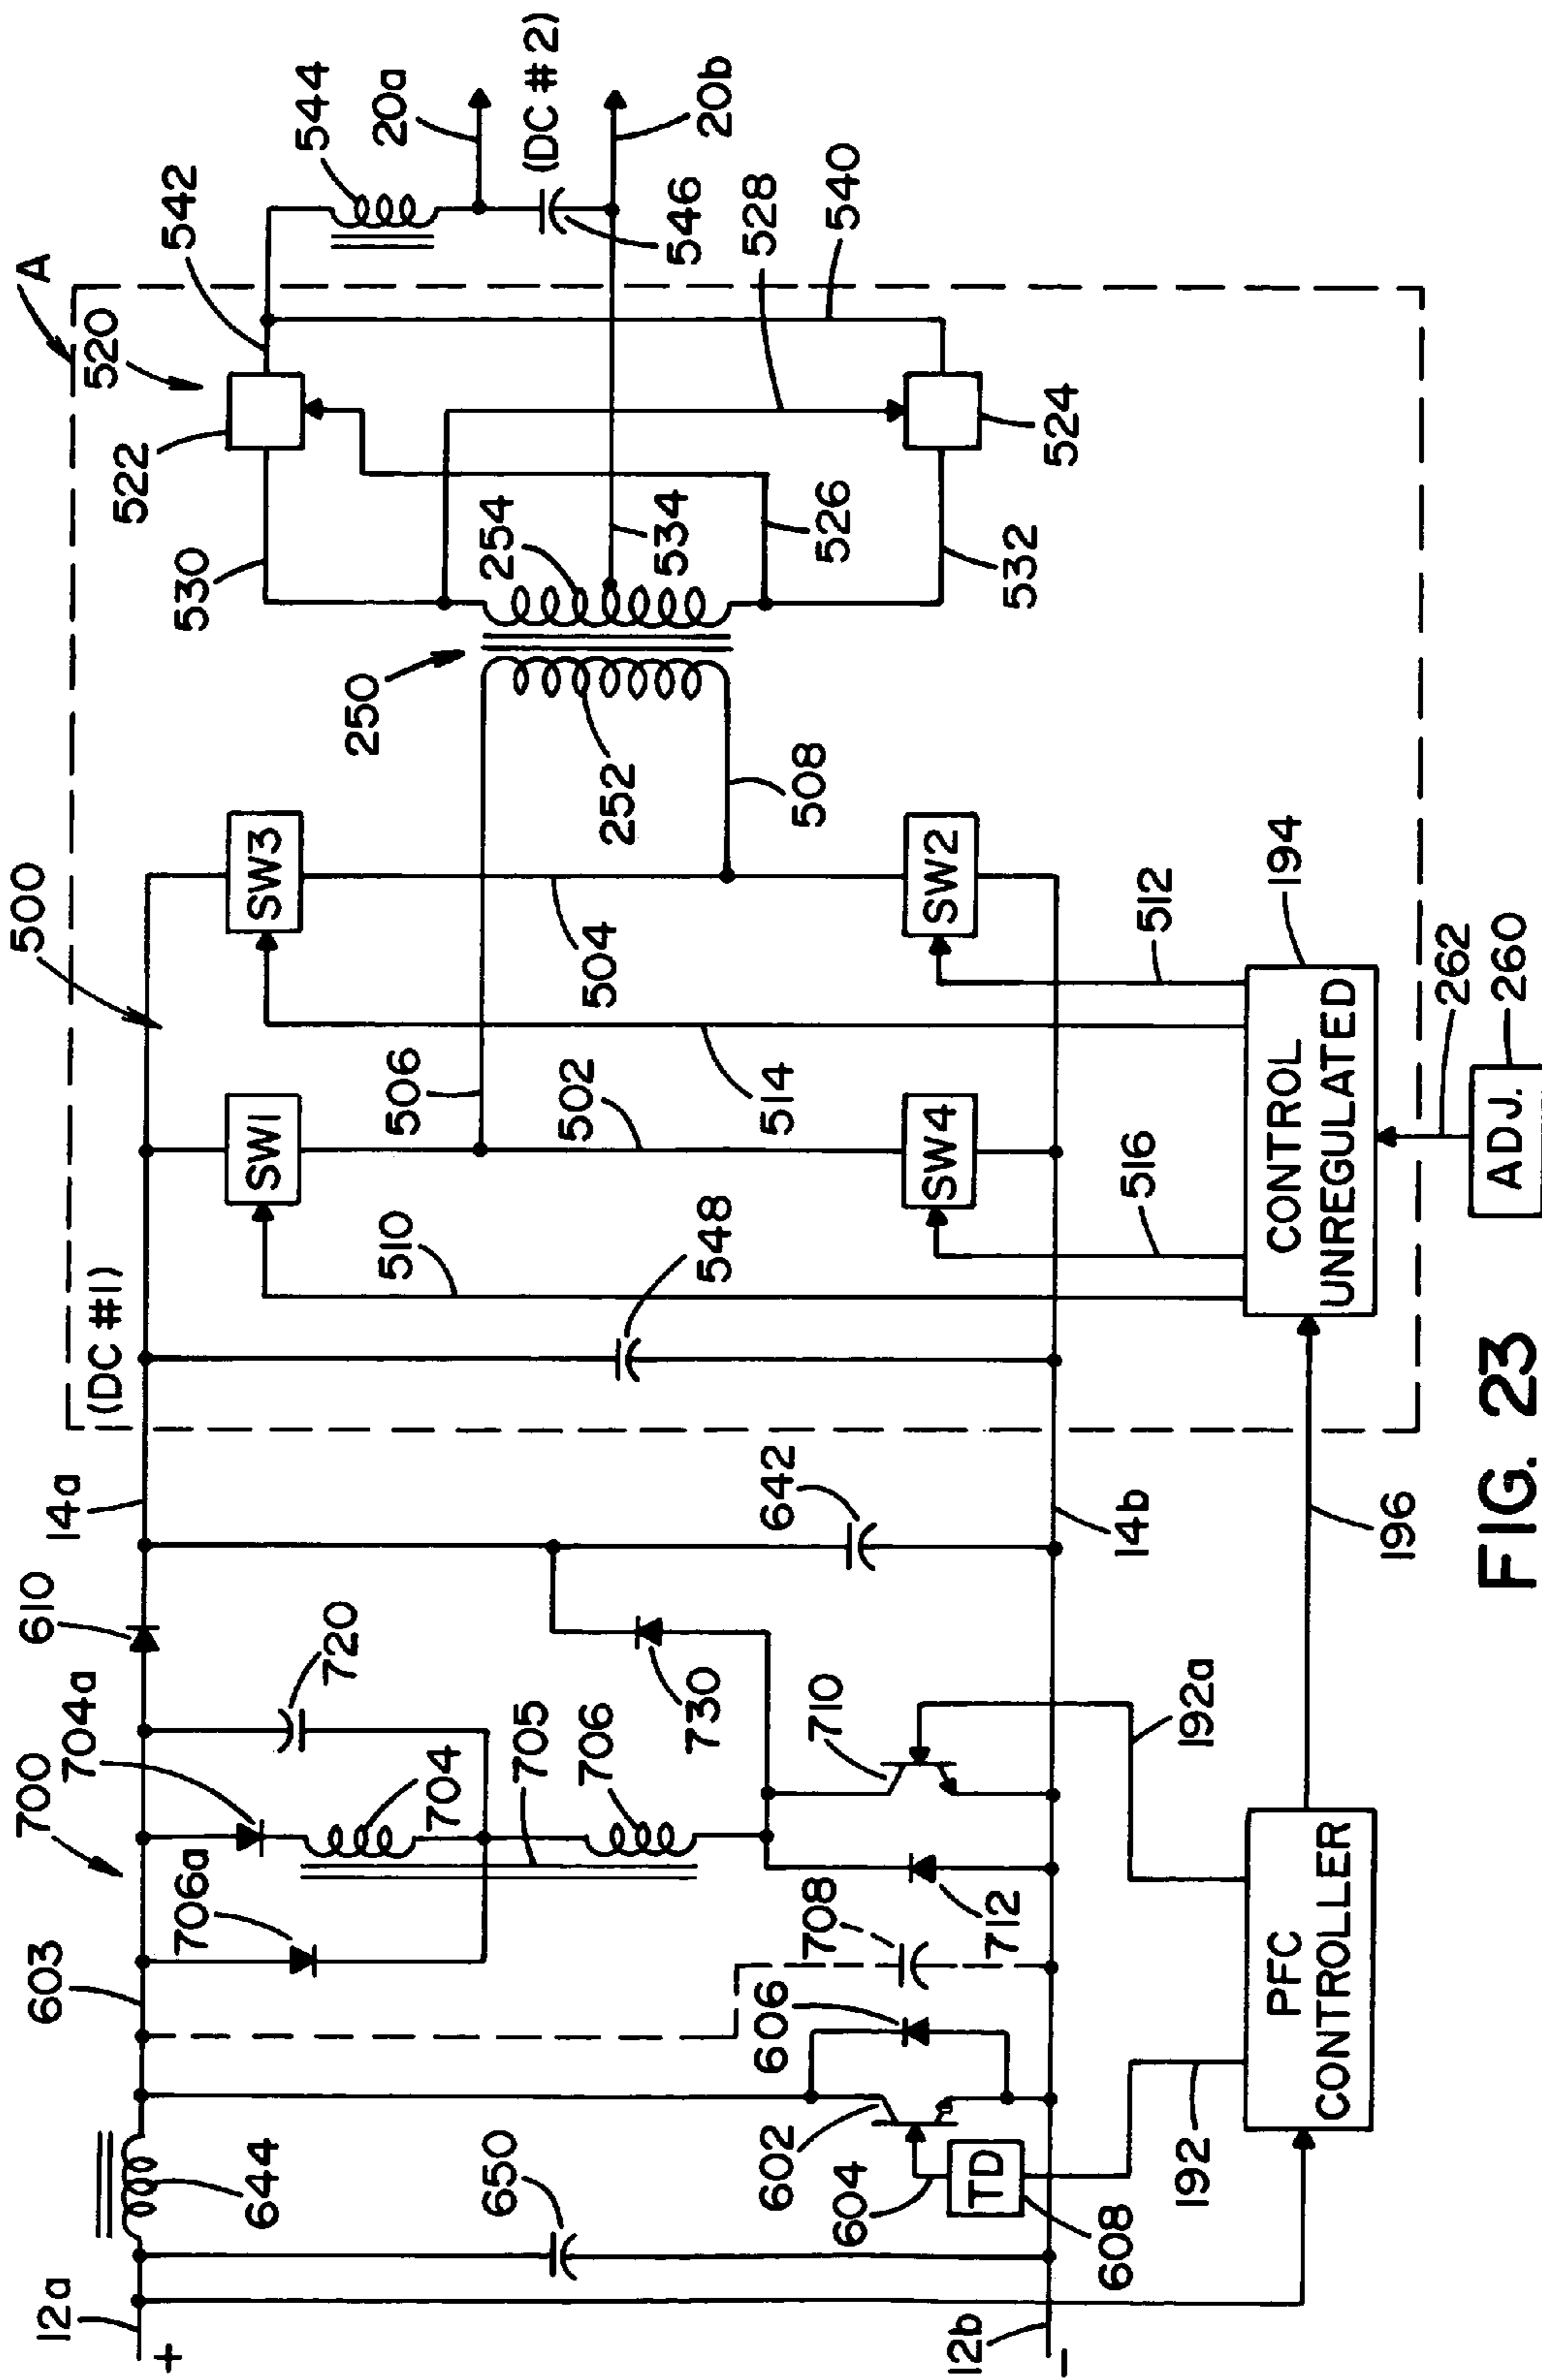 12a
+
644
603
700
704a
610
14a
(DC #1)
500
A
650
706a
704
720
705
706
730
642
548
510
SW1
506
502
SW3
504
514
250
252
508
254
530
522
520
542
544
20a
(DC #2)
20b
534
526
528
546
540
532
524
602
604
TD
608
606
708
712
710
192a
192
12b
-
14b
SW4
516
SW2
512
PFC
CONTROLLER
196
CONTROL
UNREGULATED
194
262
ADJ.
260
FIG. 23